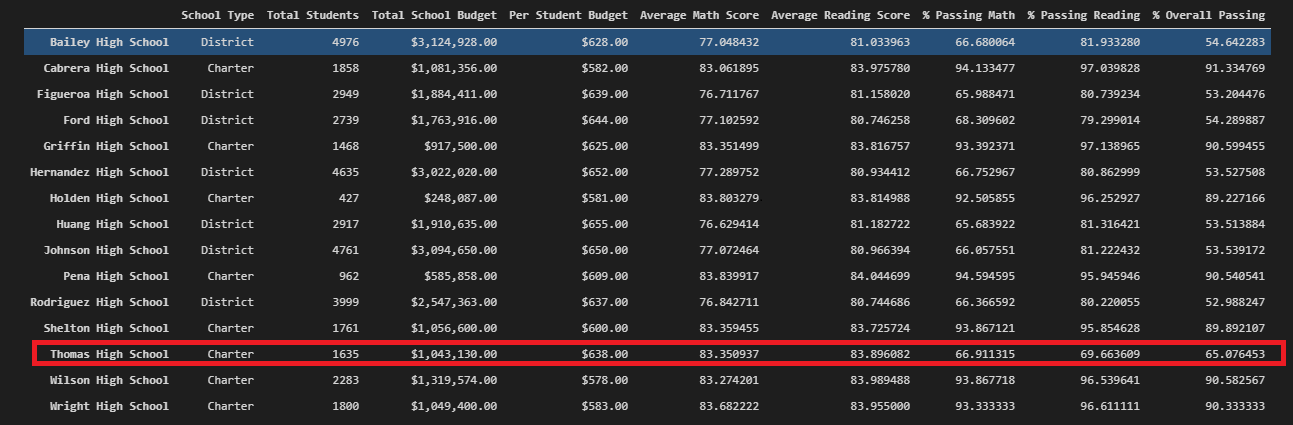 School Type Total Students Total School Budget Per Student Budget Average Math Score Average Reading Score % Passing Math % Passing Reading % Overall Passing
Bailey High School District 4976 $3,124,928.00 $628.00 77.048432 81.033963 66.680064 81.933280 54.642283
Cabrera High School Charter 1858 $1,081,356.00 $582.00 83.061895 83.975780 94.133477 97.039828 91.334769
Figueroa High School District 2949 $1,884,411.00 $639.00 76.711767 81.158020 65.988471 80.739234 53.204476
Ford High School District 2739 $1,763,916.00 $644.00 77.102592 80.746258 68.309602 79.299014 54.289887
Griffin High School Charter 1468 $917,500.00 $625.00 83.351499 83.816757 93.392371 97.138965 90.599455
Hernandez High School District 4635 $3,022,020.00 $652.00 77.289752 80.934412 66.752967 80.862999 53.527508
Holden High School Charter 427 $248,087.00 $581.00 83.803279 83.814988 92.505855 96.252927 89.227166
Huang High School District 2917 $1,910,635.00 $655.00 76.629414 81.182722 65.683922 81.316421 53.513884
Johnson High School District 4761 $3,094,650.00 $650.00 77.072464 80.966394 66.057551 81.222432 53.539172
Pena High School Charter 962 $585,858.00 $609.00 83.839917 84.044699 94.594595 95.945946 90.540541
Rodriguez High School District 3999 $2,547,363.00 $637.00 76.842711 80.744686 66.366592 80.220055 52.988247
Shelton High School Charter 1761 $1,056,600.00 $600.00 83.359455 83.725724 93.867121 95.854628 89.892107
Thomas High School Charter 1635 $1,043,130.00 $638.00 83.350937 83.896082 66.911315 69.663609 65.076453
Wilson High School Charter 2283 $1,319,574.00 $578.00 83.274201 83.989488 93.867718 96.539641 90.582567
Wright High School Charter 1800 $1,049,400.00 $583.00 83.682222 83.955000 93.333333 96.611111 90.333333